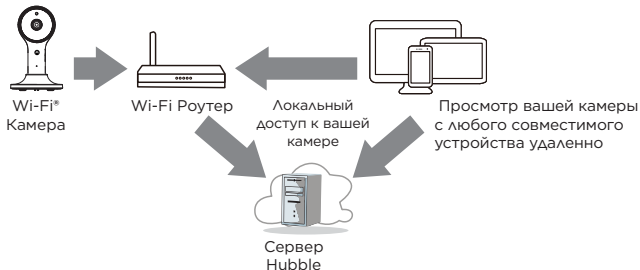 Wi-Fi®
Камера
Wi-Fi Роутер
Локальный
доступ к вашей
камере
Просмотр вашей камеры
с любого совместимого
устройства удаленно
Сервер
Hubble